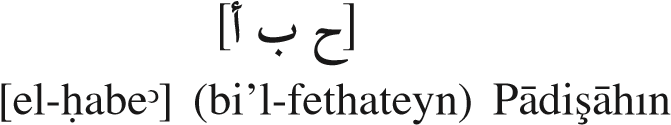 [ح ب أ]
[el-ḥabeʾ] (bi’l-fethateyn) Pādişāhın